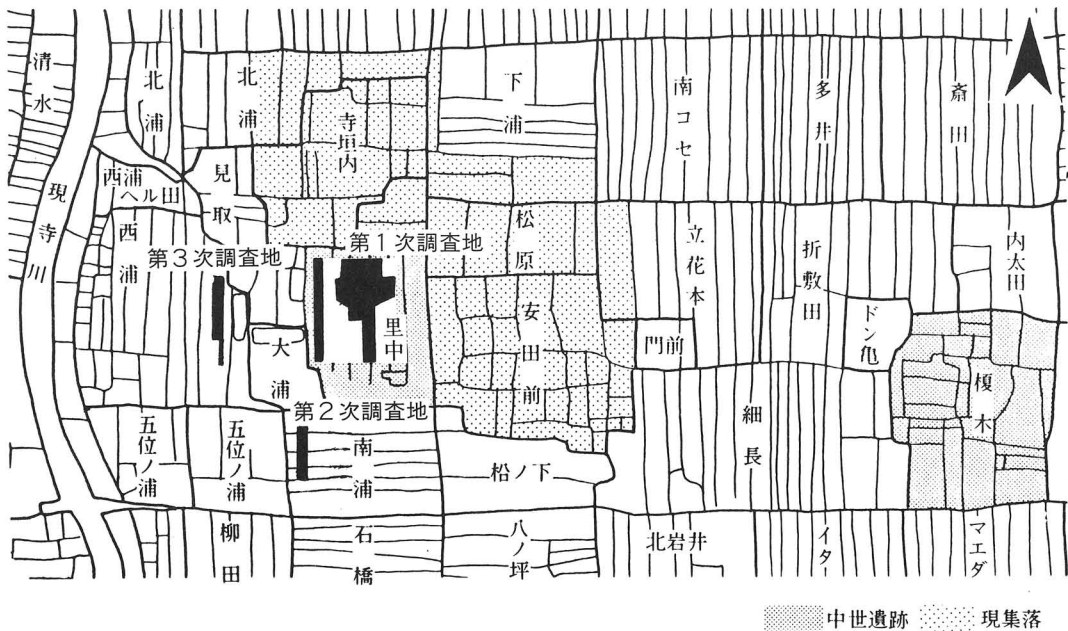 清水
北浦
北浦
寺垣内
下浦
南コセ
多井
斎田
現寺川
西浦
ヘル田
見取
西浦
第3次調査地
第1次調査地
松原
立花本
折敷田
内太田
大浦
里中
安田前
門前
ドン亀
榎木
第2次調査地
五位ノ浦
五位ノ浦
南浦
松ノ下
細長
柳田
石橋
八ノ坪
北岩井
イタ
マエダ
中世遺跡
現集落